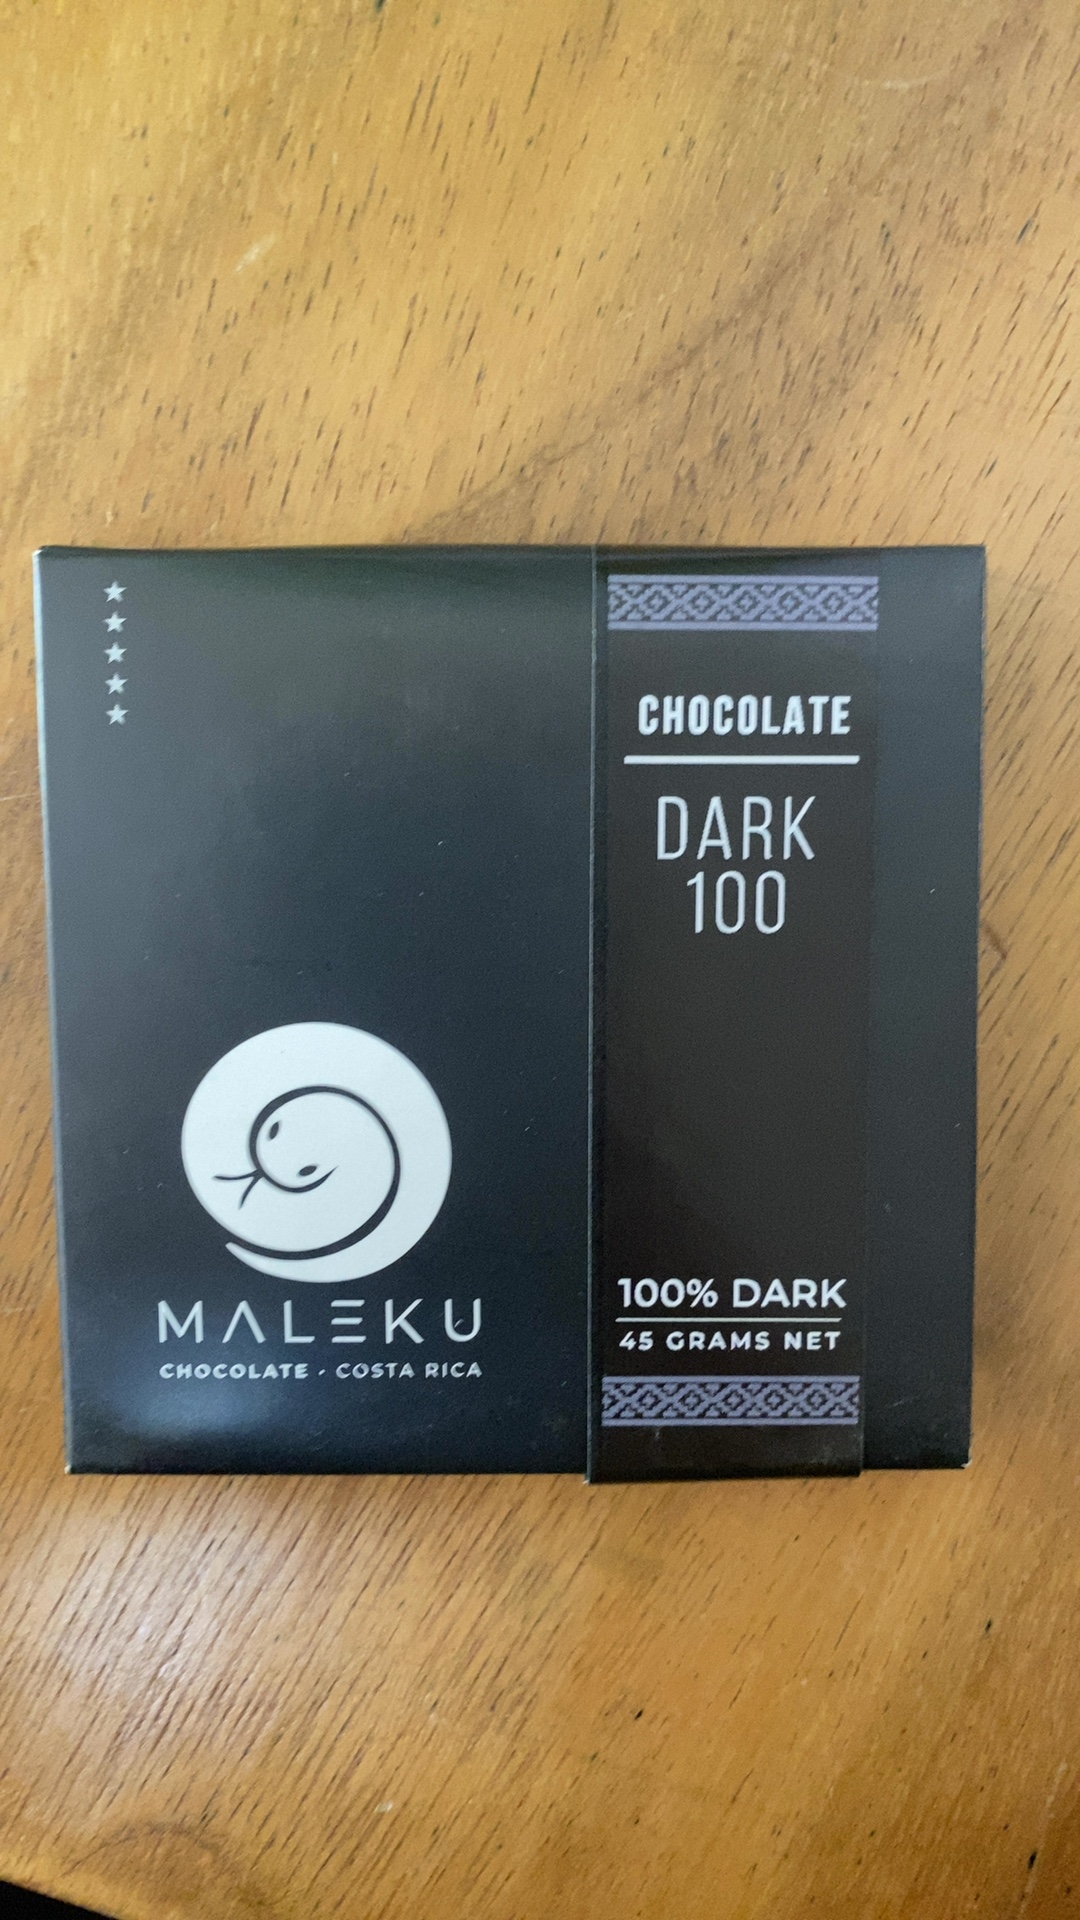 MALEKU
CHOCOLATE · COSTA RICA
CHOCOLATE
DARK
100
100% DARK
45 GRAMS NET